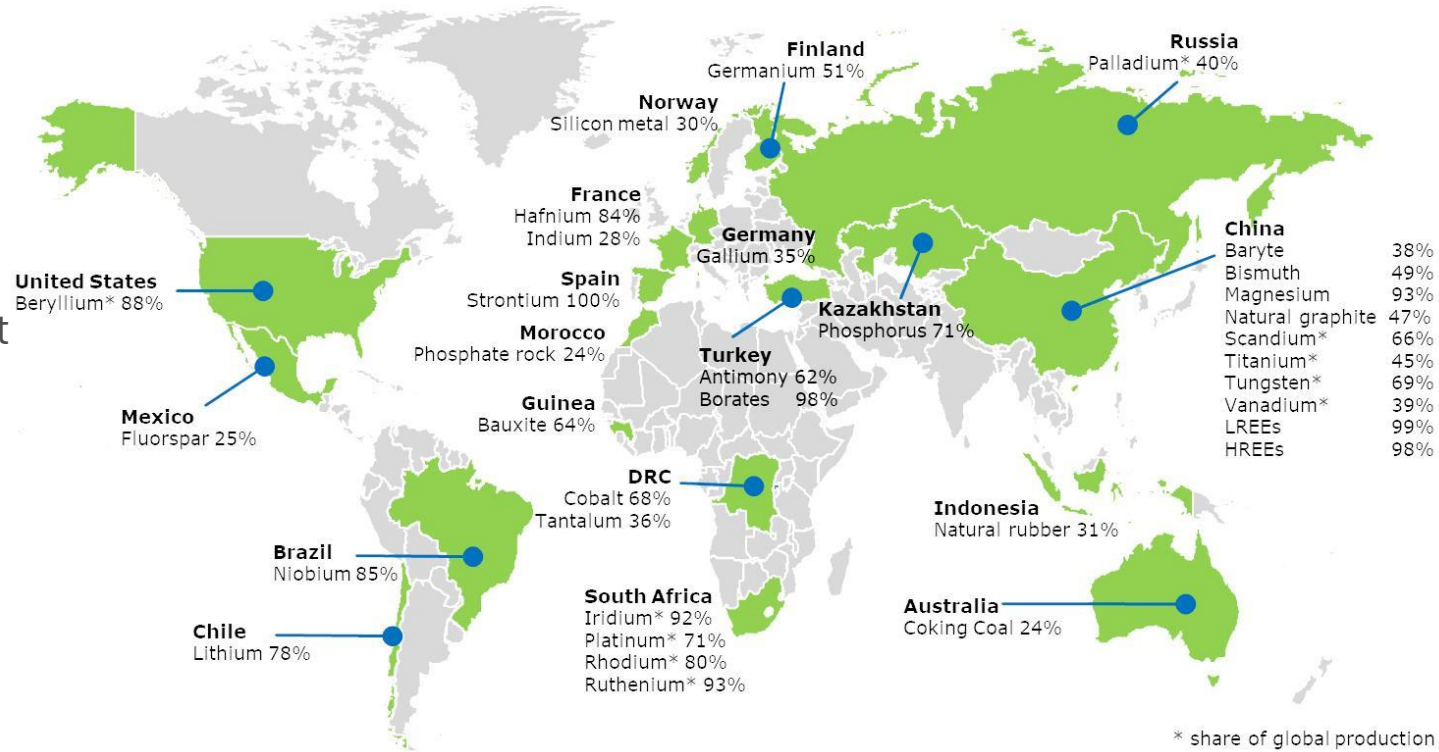 Finland
Germanium 51%
Russia
Palladium* 40%
Norway
Silicon metal 30%
France
Hafnium 84%
Indium 28%
Germany
Gallium 35%
China
Baryte 38%
Bismuth 49%
Magnesium 93%
Natural graphite 47%
Scandium* 66%
Titanium* 45%
Tungsten* 69%
Vanadium* 39%
LREEs 99%
HREEs 98%
United States
Beryllium* 88%
t
Spain
Strontium 100%
Kazakhstan
Phosphorus 71%
Morocco
Phosphate rock 24%
Turkey
Antimony 62%
Borates 98%
Mexico
Fluorspar 25%
Guinea
Bauxite 64%
DRC
Cobalt 68%
Tantalum 36%
Indonesia
Natural rubber 31%
Brazil
Niobium 85%
South Africa
Iridium* 92%
Platinum* 71%
Rhodium* 80%
Ruthenium* 93%
Australia
Coking Coal 24%
Chile
Lithium 78%
* share of global production